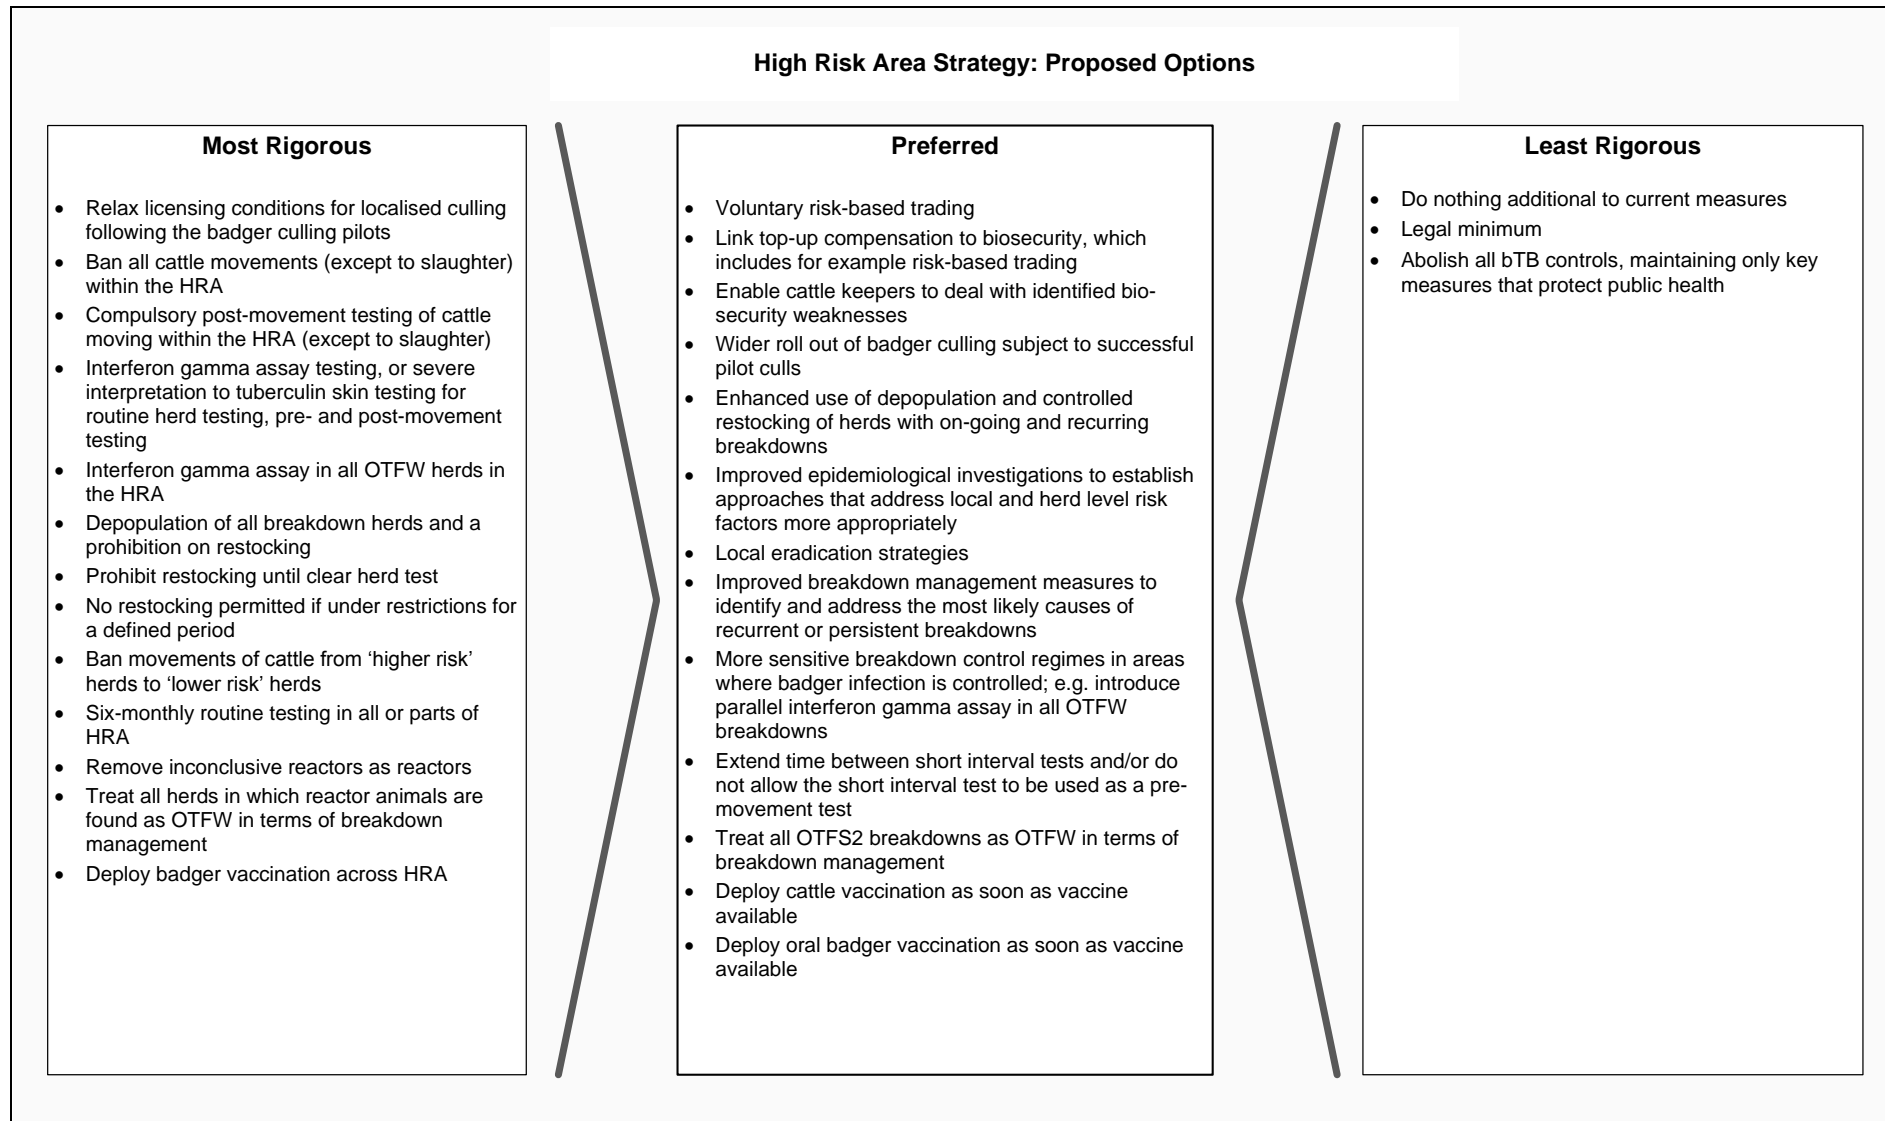 High Risk Area Strategy: Proposed Options
Most Rigorous
• Relax licensing conditions for localised culling
following the badger culling pilots
• Ban all cattle movements (except to slaughter)
within the HRA
• Compulsory post-movement testing of cattle
moving within the HRA (except to slaughter)
• Interferon gamma assay testing, or severe
interpretation to tuberculin skin testing for
routine herd testing, pre- and post-movement
testing
• Interferon gamma assay in all OTFW herds in
the HRA
• Depopulation of all breakdown herds and a
prohibition on restocking
• Prohibit restocking until clear herd test
• No restocking permitted if under restrictions for
a defined period
• Ban movements of cattle from ‘higher risk’
herds to ‘lower risk’ herds
• Six-monthly routine testing in all or parts of
HRA
• Remove inconclusive reactors as reactors
• Treat all herds in which reactor animals are
found as OTFW in terms of breakdown
management
• Deploy badger vaccination across HRA
Preferred
• Voluntary risk-based trading
• Link top-up compensation to biosecurity, which
includes for example risk-based trading
• Enable cattle keepers to deal with identified bio-
security weaknesses
• Wider roll out of badger culling subject to successful
pilot culls
• Enhanced use of depopulation and controlled
restocking of herds with on-going and recurring
breakdowns
• Improved epidemiological investigations to establish
approaches that address local and herd level risk
factors more appropriately
• Local eradication strategies
• Improved breakdown management measures to
identify and address the most likely causes of
recurrent or persistent breakdowns
• More sensitive breakdown control regimes in areas
where badger infection is controlled; e.g. introduce
parallel interferon gamma assay in all OTFW
breakdowns
• Extend time between short interval tests and/or do
not allow the short interval test to be used as a pre-
movement test
• Treat all OTFS2 breakdowns as OTFW in terms of
breakdown management
• Deploy cattle vaccination as soon as vaccine
available
• Deploy oral badger vaccination as soon as vaccine
available
Least Rigorous
• Do nothing additional to current measures
• Legal minimum
• Abolish all bTB controls, maintaining only key
measures that protect public health